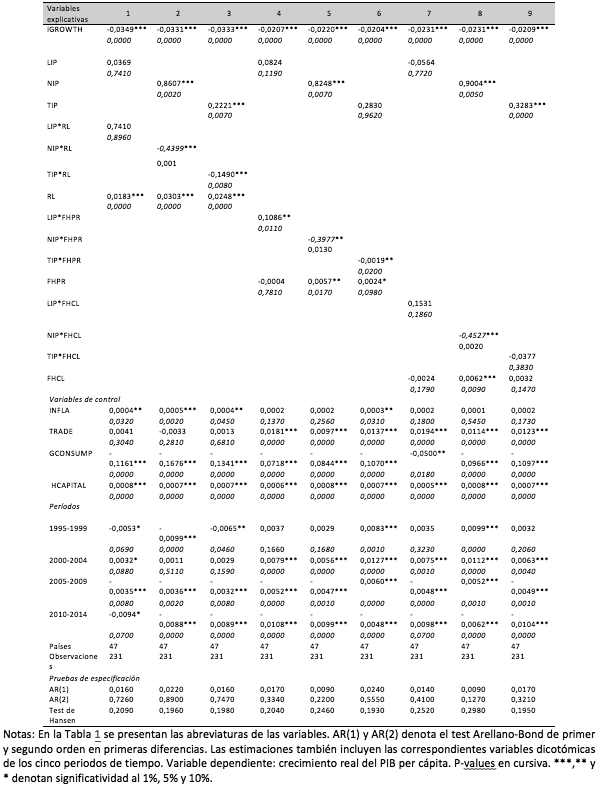 Variables explicativas 1 2 3 4 5 6 7 8 9
IGROWTH -0,0349*** -0,0331*** -0,0333*** -0,0207*** -0,0220*** -0,0204*** -0,0231*** -0,0231*** -0,0209***
0,0000 0,0000 0,0000 0,0000 0,0000 0,0000 0,0000 0,0000 0,0000
LIP 0,0369 0,0824 -0,0564
0,7410 0,1190 0,7720
NIP 0,8607*** 0,8248*** 0,9004***
0,0020 0,0070 0,0050
TIP 0,2221*** 0,2830 0,3283***
0,0070 0,9620 0,0000
LIP*RL 0,7410
0,8960
NIP*RL -0,4399***
0,001
TIP*RL -0,1490***
0,0080
RL 0,0183*** 0,0303*** 0,0248***
0,0000 0,0000 0,0000
LIP*FHPR 0,1086**
0,0110
NIP*FHPR -0,3977**
0,0130
TIP*FHPR -0,0019**
0,0200
FHPR -0,0004 0,0057** 0,0024*
0,7810 0,0170 0,0980
LIP*FHCL 0,1531
0,1860
NIP*FHCL -0,4527***
0,0020
TIP*FHCL -0,0377
0,3830
FHCL -0,0024 0,0062*** 0,0032
0,1790 0,0090 0,1470
Variables de control
INFLA 0,0004** 0,0005*** 0,0004** 0,0002 0,0002 0,0003** 0,0002 0,0001 0,0002
0,0320 0,0020 0,0450 0,1370 0,2560 0,0310 0,1800 0,5450 0,1730
TRADE 0,0041 -0,0033 0,0013 0,0181*** 0,0097*** 0,0137*** 0,0194*** 0,0114*** 0,0123***
0,3040 0,2810 0,6810 0,0000 0,0000 0,0000 0,0000 0,0000 0,0000
GCONSUMP - - - - - - -0,0500** - -
0,1161*** 0,1676*** 0,1341*** 0,0718*** 0,0844*** 0,1070*** 0,0966*** 0,1097***
0,0000 0,0000 0,0000 0,0000 0,0000 0,0000 0,0180 0,0000 0,0000
HCAPITAL 0,0008*** 0,0007*** 0,0007*** 0,0006*** 0,0008*** 0,0007*** 0,0005*** 0,0008*** 0,0007***
0,0000 0,0000 0,0000 0,0000 0,0000 0,0000 0,0000 0,0000 0,0000
Períodos
1995-1999 -0,0053* - -0,0065** 0,0037 0,0029 0,0083*** 0,0035 0,0099*** 0,0032
0,0099***
0,0690 0,0000 0,0460 0,1660 0,1680 0,0010 0,3230 0,0000 0,2060
2000-2004 0,0032* 0,0011 0,0029 0,0079*** 0,0056*** 0,0127*** 0,0075*** 0,0112*** 0,0063***
0,0880 0,5110 0,1590 0,0000 0,0000 0,0000 0,0010 0,0000 0,0040
2005-2009 - - - - - 0,0060*** - 0,0052*** -
0,0035*** 0,0036*** 0,0032*** 0,0052*** 0,0047*** 0,0048*** 0,0049***
0,0080 0,0020 0,0080 0,0000 0,0010 0,0000 0,0000 0,0010 0,0010
2010-2014 -0,0094* - - - - - - - -
0,0088*** 0,0089*** 0,0108*** 0,0099*** 0,0048*** 0,0098*** 0,0062*** 0,0104***
0,0700 0,0000 0,0000 0,0000 0,0000 0,0000 0,0700 0,0000 0,0000
Países 47 47 47 47 47 47 47 47 47
Observacione 231 231 231 231 231 231 231 231 231
s
Pruebas de especificación
AR(1) 0,0160 0,0220 0,0160 0,0170 0,0090 0,0240 0,0140 0,0090 0,0170
AR(2) 0,7260 0,8900 0,7470 0,3340 0,2200 0,5550 0,4100 0,1270 0,3210
Test de Hansen 0,2090 0,1960 0,1980 0,2040 0,2460 0,1930 0,2520 0,2980 0,1950
Notas: En la Tabla 1 se presentan las abreviaturas de las variables. AR(1) y AR(2) denota el test Arellano-Bond de primer
y segundo orden en primeras diferencias. Las estimaciones también incluyen las correspondientes variables dicotómicas
de los cinco periodos de tiempo. Variable dependiente: crecimiento real del PIB per cápita. P-values en cursiva. ***,** y
* denotan significatividad al 1%, 5% y 10%.